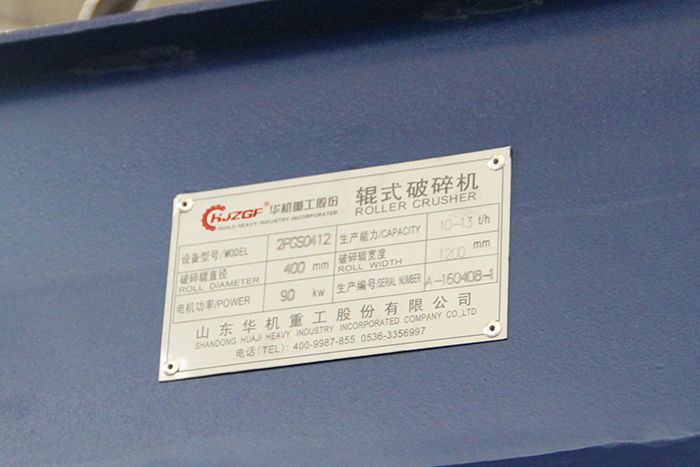 HJZGF® 华机重工股份 辊式破碎机
HUAJI HEAVY INDUSTRY INCORPORATED ROLLER CRUSHER
设备型号/MODEL 2PGS0412 生产能力/CAPACITY 10-13 t/h
破碎辊直径 400 mm 破碎辊宽度 1200 mm
ROLL DIAMETER ROLL WIDTH
电机功率/POWER 90 kw 生产编号/SERIAL NUMBER A-150408-1
山东华机重工股份有限公司
SHANDONG HUAJI HEAVY INDUSTRY INCORPORATED COMPANY CO.,LTD
电话(TEL): 400-9987-855 0536-3356997